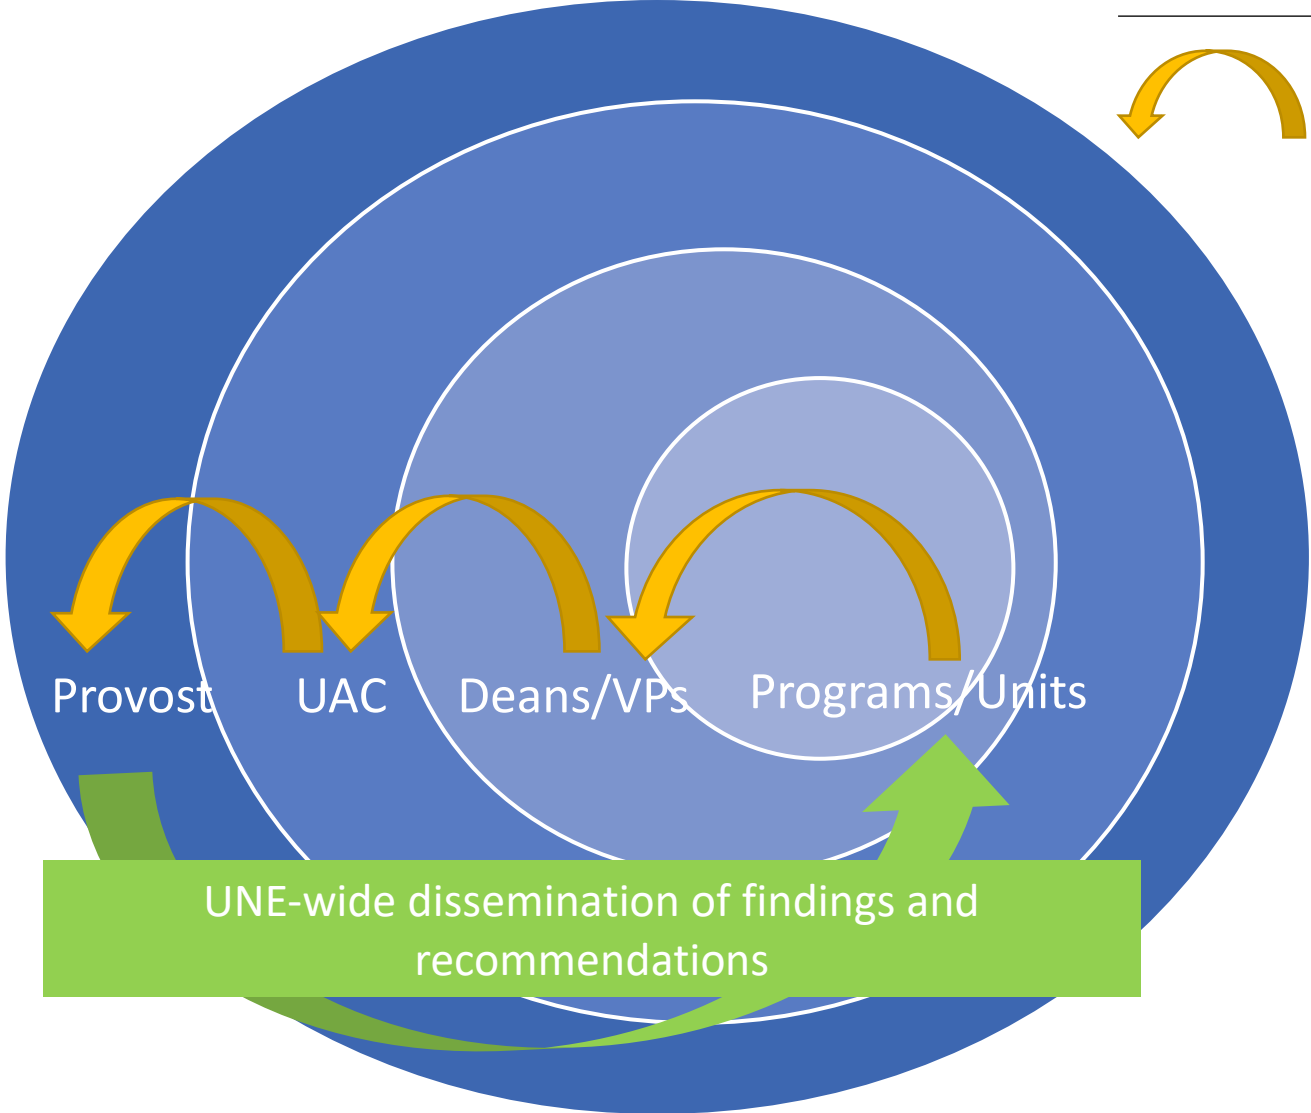 Provost UAC Deans/VPs Programs/Units
UNE-wide dissemination of findings and
recommendations